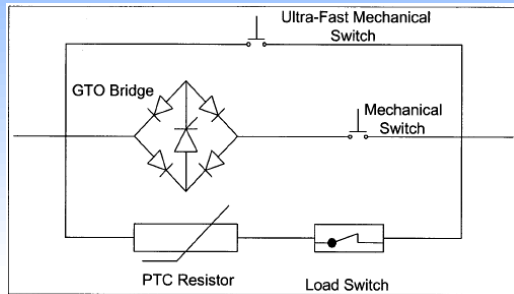 Ultra-Fast Mechanical
Switch
GTO Bridge
Mechanical
Switch
PTC Resistor
Load Switch